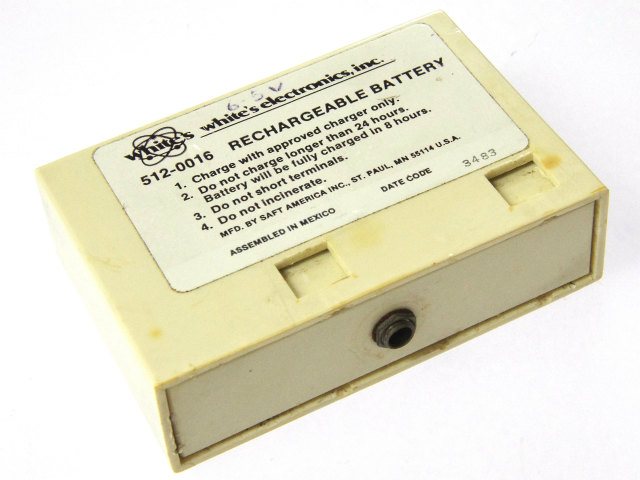 6.5V
White's white's electronics, inc.
512-0016 RECHARGEABLE BATTERY
1. Charge with approved charger only.
2. Do not charge longer than 24 hours.
Battery will be fully charged in 8 hours.
3. Do not short terminals.
4. Do not incinerate.
MFD. BY SAFT AMERICA INC., ST. PAUL, MN 55114 U.S.A.
ASSEMBLED IN MEXICO DATE CODE 3483